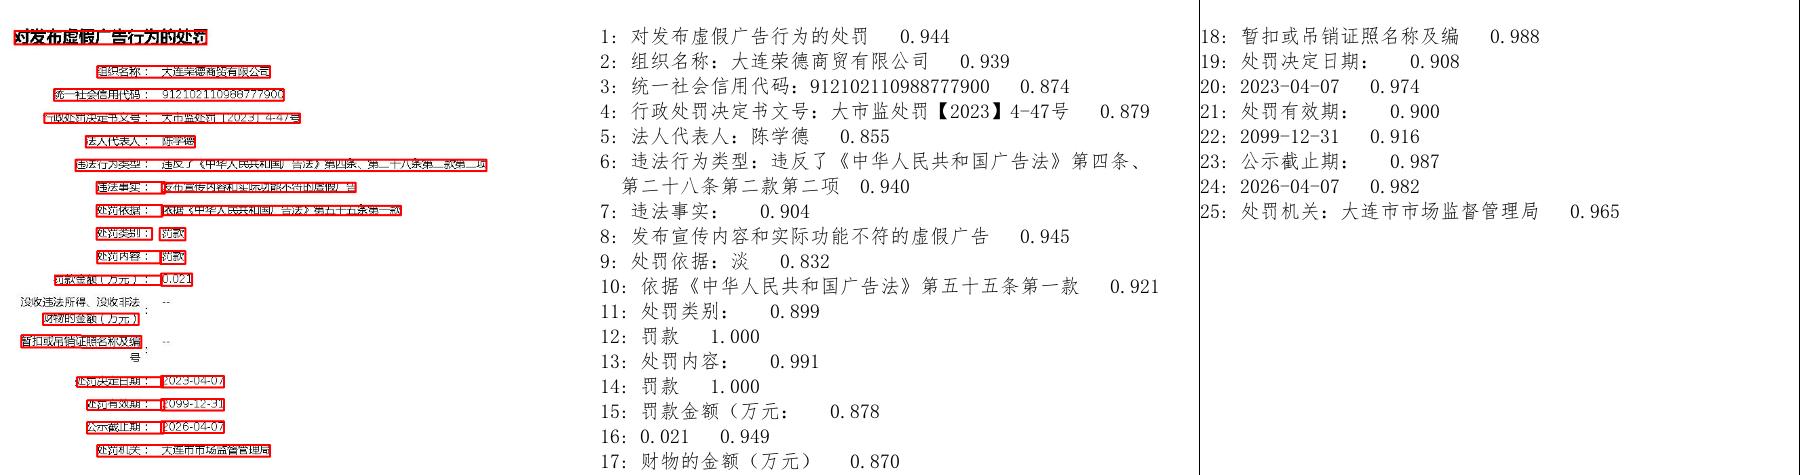 对发布虚假广告行为的处罚
组织名称： 大连荣德商贸有限公司
统一社会信用代码： 912102110988777900
行政处罚决定书文号： 大市监处罚【2023】4-47号
法人代表人： 陈学德
违法行为类型： 违反了《中华人民共和国广告法》第四条、第二十八条第二款第二项
违法事实： 发布宣传内容和实际功能不符的虚假广告
处罚依据： 依据《中华人民共和国广告法》第五十五条第一款
处罚类别： 罚款
处罚内容： 罚款
罚款金额（万元）： 0.021
没收违法所得、没收非法
财物的金额（万元）： --
暂扣或吊销证照名称及编
号： --
处罚决定日期： 2023-04-07
处罚有效期： 2099-12-31
公示截止期： 2026-04-07
处罚机关： 大连市市场监督管理局
1: 对发布虚假广告行为的处罚 0.944
2: 组织名称：大连荣德商贸有限公司 0.939
3: 统一社会信用代码：912102110988777900 0.874
4: 行政处罚决定书文号：大市监处罚【2023】4-47号 0.879
5: 法人代表人：陈学德 0.855
6: 违法行为类型：违反了《中华人民共和国广告法》第四条、
第二十八条第二款第二项 0.940
7: 违法事实： 0.904
8: 发布宣传内容和实际功能不符的虚假广告 0.945
9: 处罚依据：淡 0.832
10: 依据《中华人民共和国广告法》第五十五条第一款 0.921
11: 处罚类别： 0.899
12: 罚款 1.000
13: 处罚内容： 0.991
14: 罚款 1.000
15: 罚款金额（万元： 0.878
16: 0.021 0.949
17: 财物的金额（万元） 0.870
18: 暂扣或吊销证照名称及编 0.988
19: 处罚决定日期： 0.908
20: 2023-04-07 0.974
21: 处罚有效期： 0.900
22: 2099-12-31 0.916
23: 公示截止期： 0.987
24: 2026-04-07 0.982
25: 处罚机关：大连市市场监督管理局 0.965